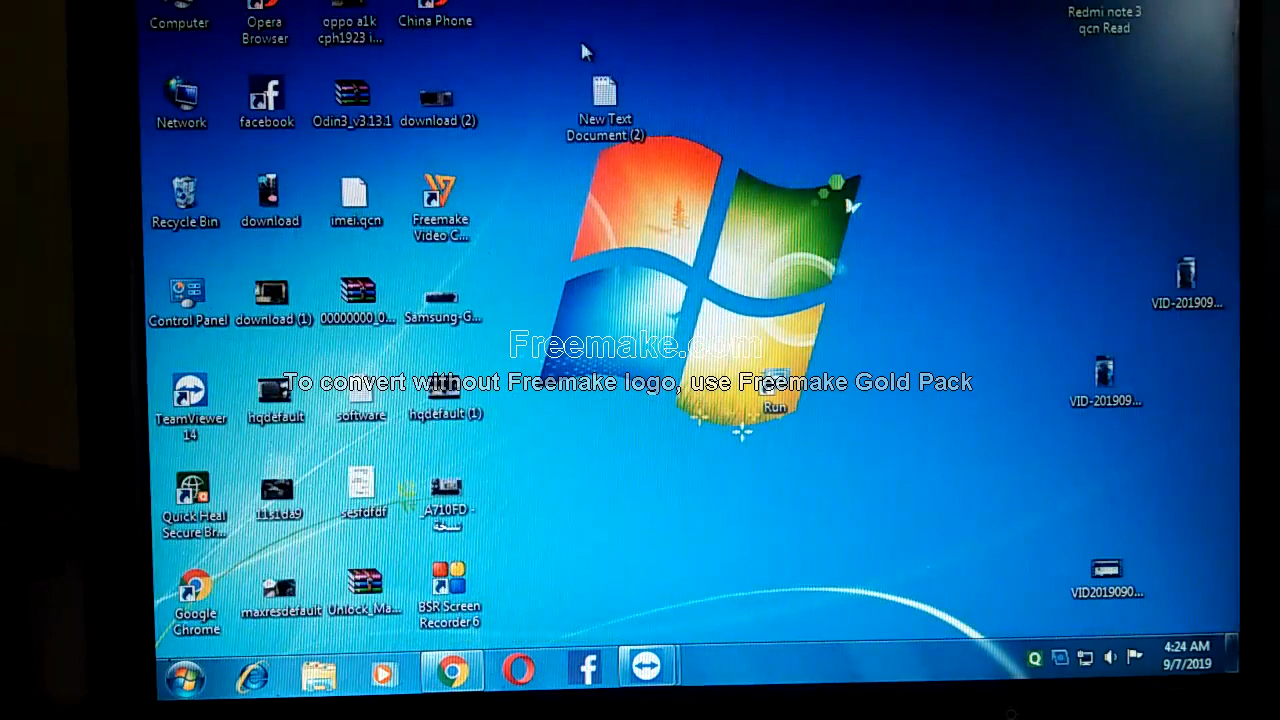 Computer
Opera
Browser
oppo a1k
cph1923 i...
China Phone
Redmi note 3
qcn Read
Network
facebook
Odin3_v3.13.1
download (2)
New Text
Document (2)
Recycle Bin
download
imei.qcn
Freemake
Video C...
Control Panel
download (1)
00000000_0...
Samsung-G...
VID-201909...
Freemake.com
To convert without Freemake logo, use Freemake Gold Pack
TeamViewer
14
hqdefault
software
hqdefault (1)
Run
VID-201909...
Quick Heal
Secure Br...
11s1da9
sesfdfdf
_A710FD -
نسخة
Google
Chrome
maxresdefault
Unlock_Ma...
BSR Screen
Recorder 6
VID2019090...
4:24 AM
9/7/2019